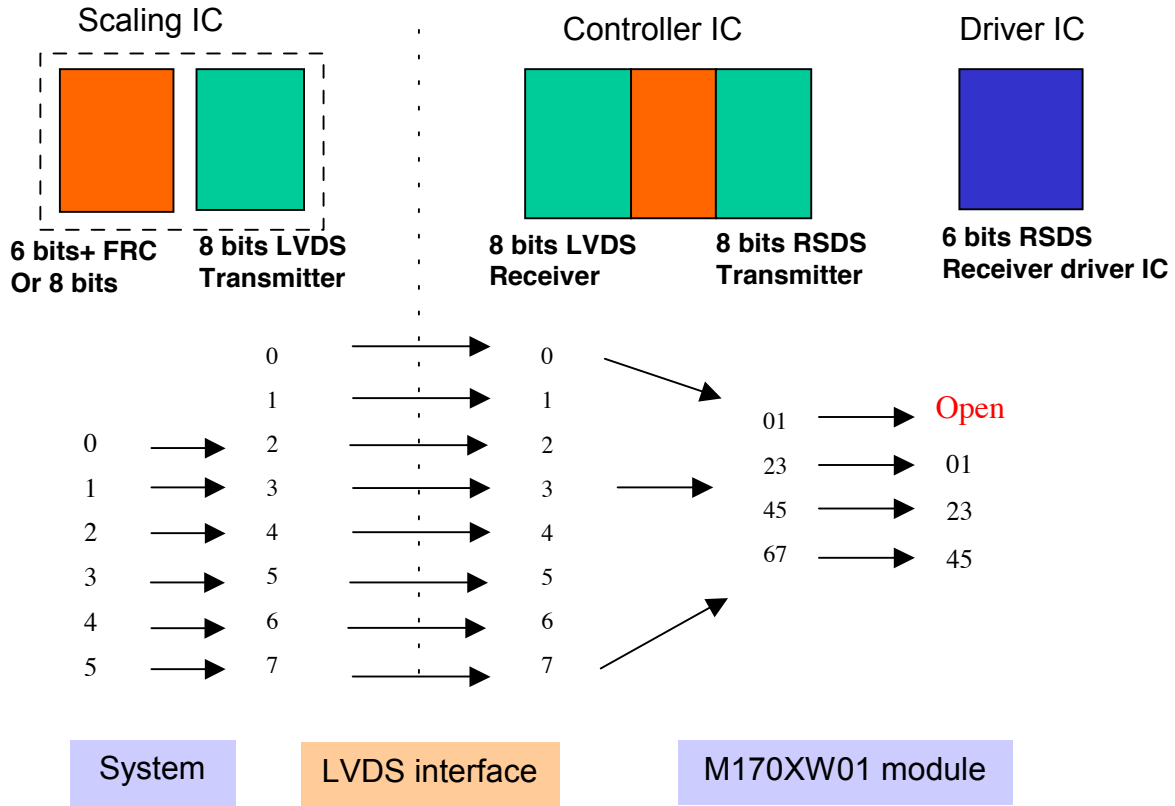 Scaling IC
Controller IC
Driver IC
6 bits+ FRC
Or 8 bits
8 bits LVDS
Transmitter
8 bits LVDS
Receiver
8 bits RSDS
Transmitter
6 bits RSDS
Receiver driver IC
0
1
2
3
4
5
0
1
2
3
4
5
6
7
0
1
2
3
4
5
6
7
01
23
45
67
Open
01
23
45
System
LVDS interface
M170XW01 module